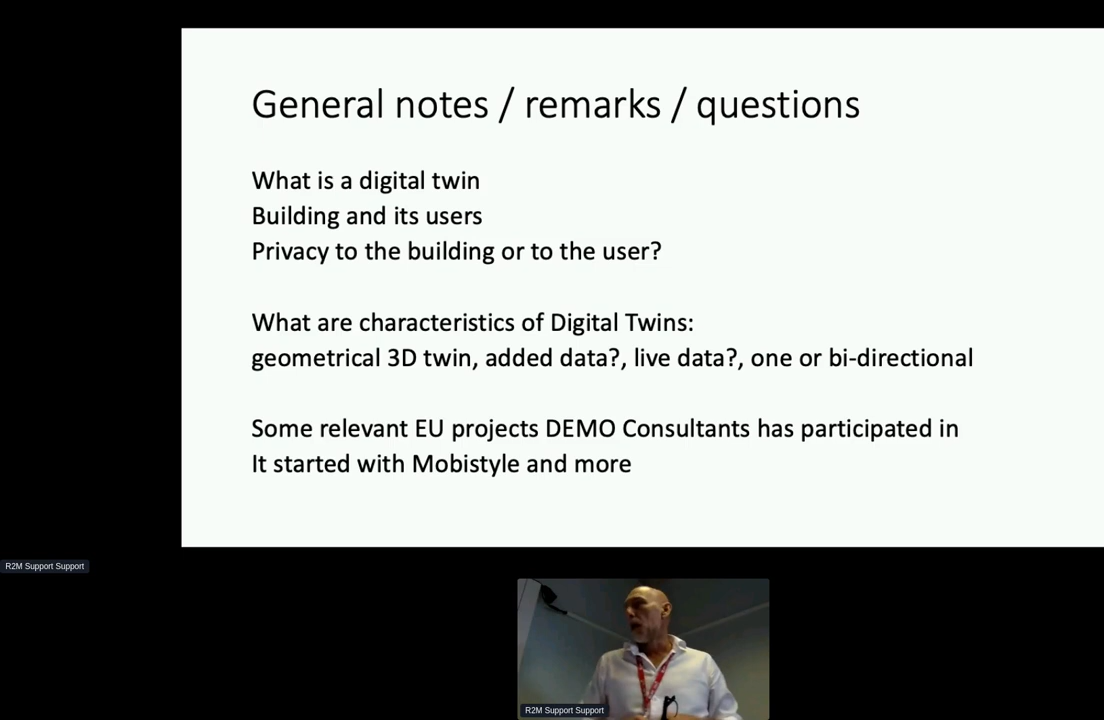 General notes / remarks / questions
What is a digital twin
Building and its users
Privacy to the building or to the user?
What are characteristics of Digital Twins:
geometrical 3D twin, added data?, live data?, one or bi-directional
Some relevant EU projects DEMO Consultants has participated in
It started with Mobistyle and more
R2M Support Support
R2M Support Support